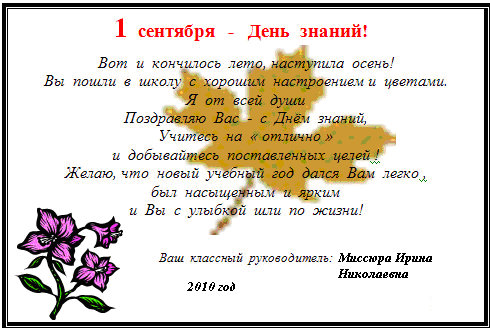 1 сентября - День знаний!
Вот и кончилось лето, наступила осень!
Вы пошли в школу с хорошим настроением и цветами.
Я от всей души
Поздравляю Вас - с Днём знаний,
Учитесь на « отлично »
и добывайтесь поставленных целей !
Желаю, что новый учебный год дался Вам легко ,
был насыщенным и ярким
и Вы с улыбкой шли по жизни!
Ваш классный руководитель: Миссюра Ирина
Николаевна
2010 год